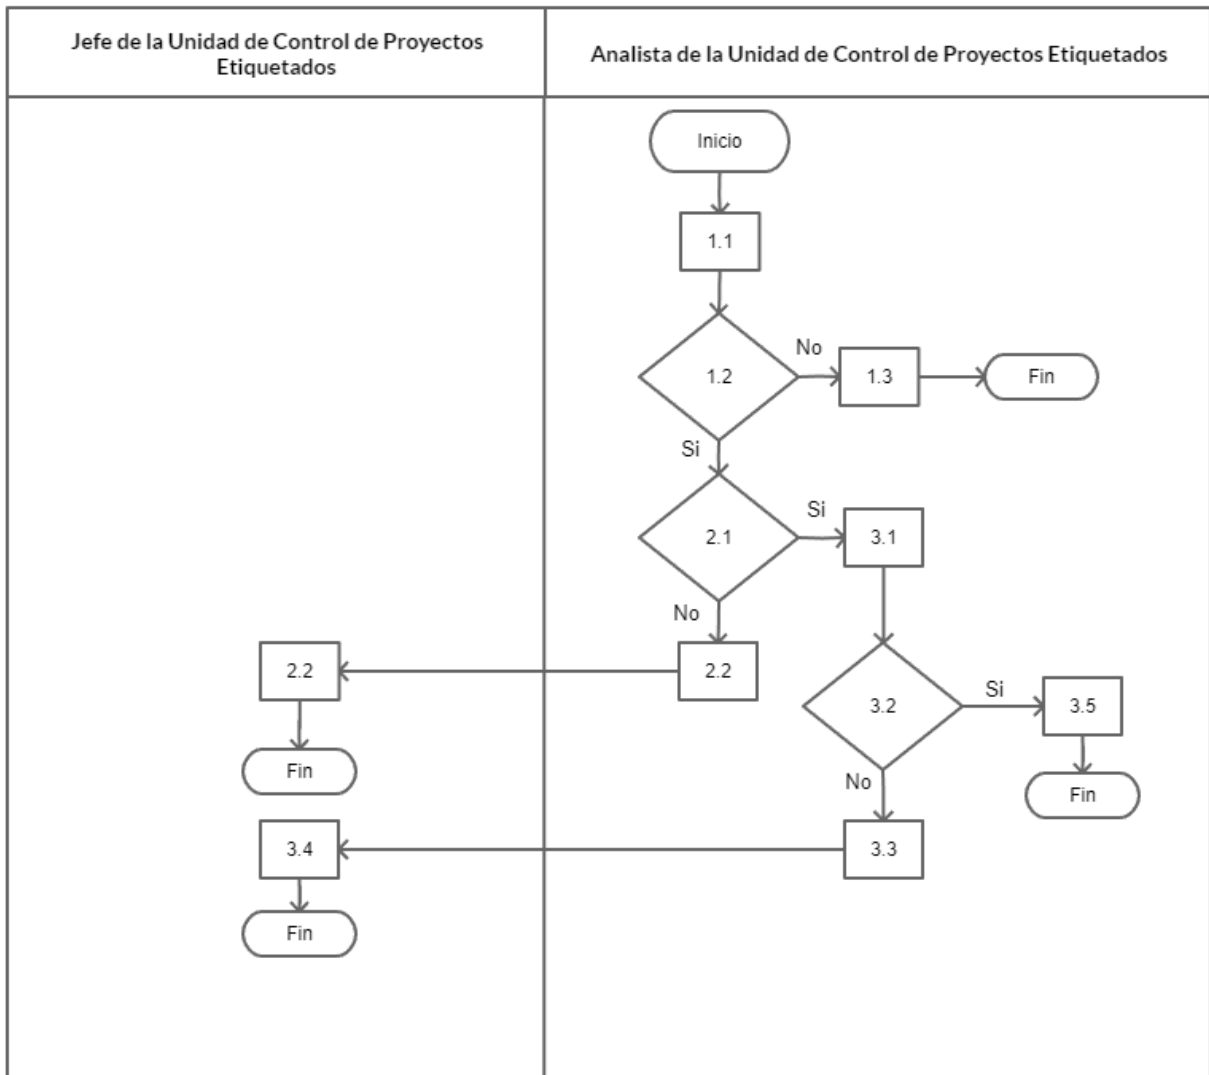 Jefe de la Unidad de Control de Proyectos
Etiquetados
Analista de la Unidad de Control de Proyectos Etiquetados
Inicio
1.1
1.2
No
1.3
Fin
Si
2.1
Si
3.1
No
2.2
2.2
3.2
Si
3.5
Fin
No
Fin
3.4
3.3
Fin